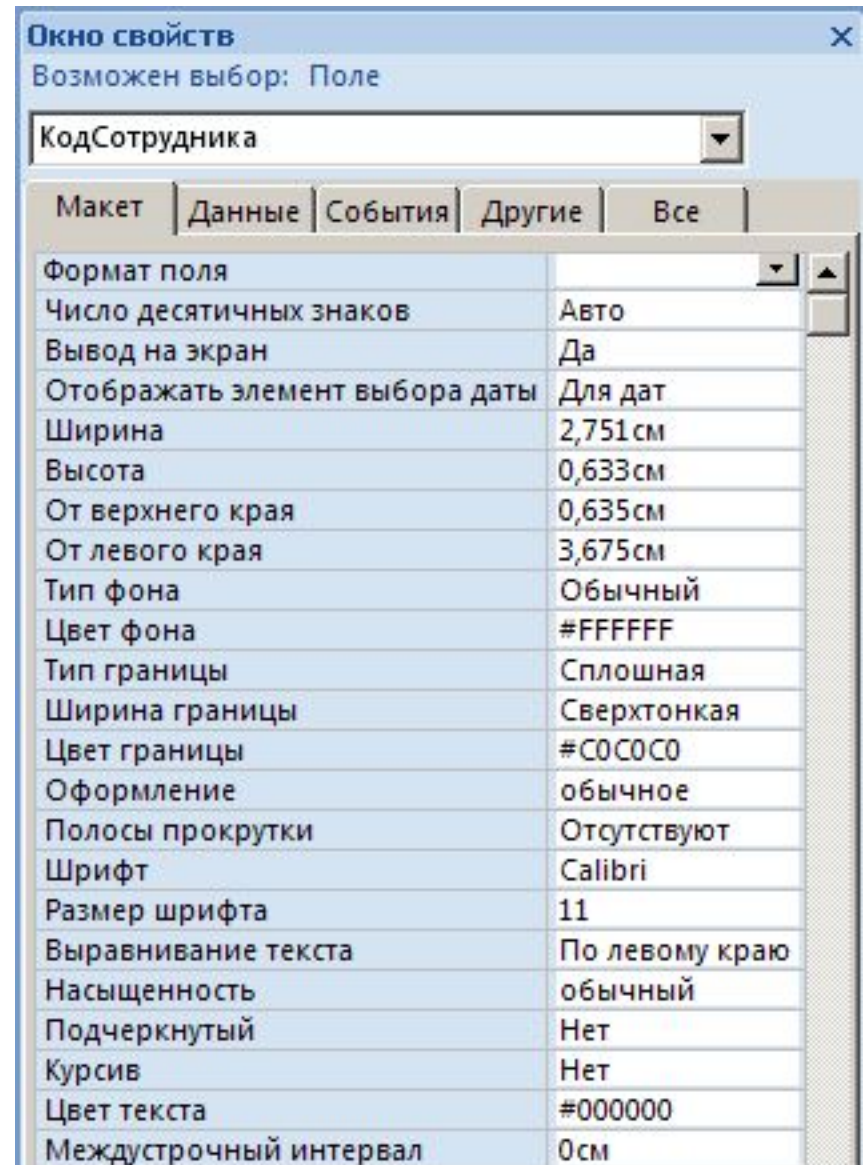 Окно свойств
Возможен выбор: Поле
КодСотрудника
Макет Данные События Другие Все
Формат поля
Число десятичных знаков Авто
Вывод на экран Да
Отображать элемент выбора даты Для дат
Ширина 2,751см
Высота 0,633см
От верхнего края 0,635см
От левого края 3,675см
Тип фона Обычный
Цвет фона #FFFFFF
Тип границы Сплошная
Ширина границы Сверхтонкая
Цвет границы #C0C0C0
Оформление обычное
Полосы прокрутки Отсутствуют
Шрифт Calibri
Размер шрифта 11
Выравнивание текста По левому краю
Насыщенность обычный
Подчеркнутый Нет
Курсив Нет
Цвет текста #000000
Междустрочный интервал 0см